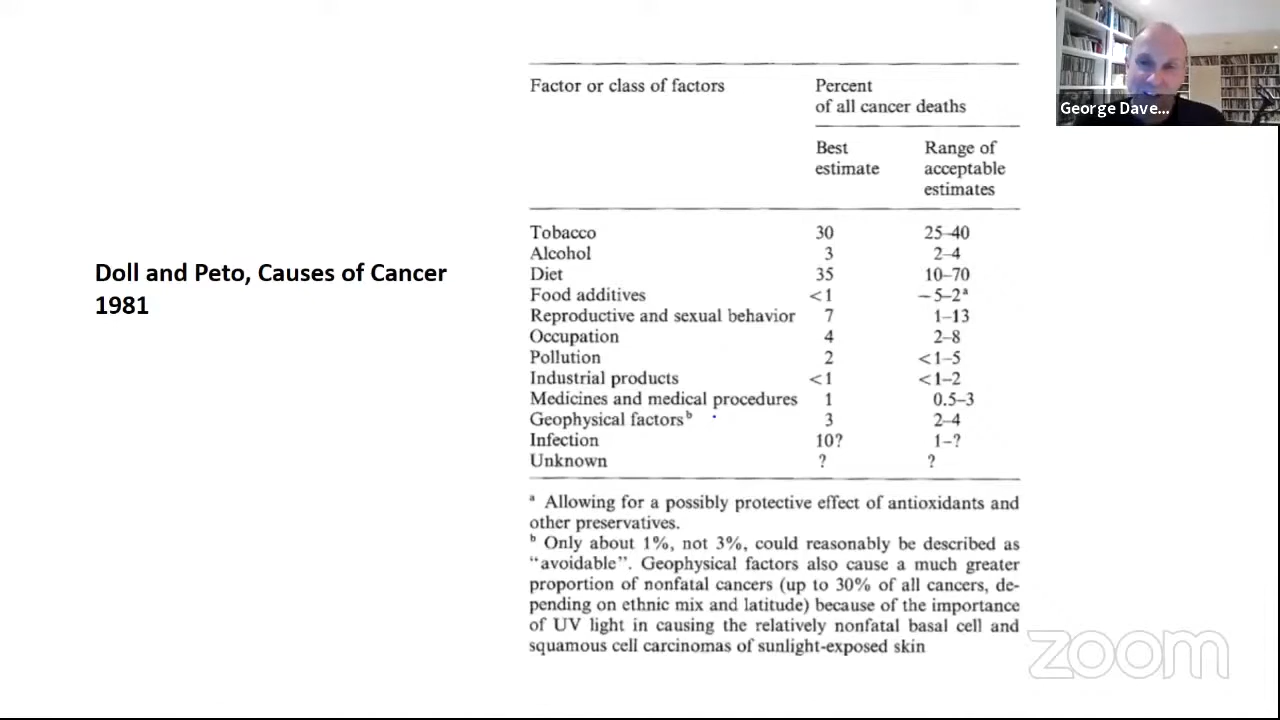 George Dave...
Doll and Peto, Causes of Cancer
1981
Factor or class of factors Percent
of all cancer deaths
Best Range of
estimate acceptable
estimates
Tobacco 30 25–40
Alcohol 3 2–4
Diet 35 10–70
Food additives <1 −5–2ᵃ
Reproductive and sexual behavior 7 1–13
Occupation 4 2–8
Pollution 2 <1–5
Industrial products <1 <1–2
Medicines and medical procedures 1 0.5–3
Geophysical factorsᵇ 3 2–4
Infection 10? 1–?
Unknown ? ?
ᵃ Allowing for a possibly protective effect of antioxidants and
other preservatives.
ᵇ Only about 1%, not 3%, could reasonably be described as
“avoidable”. Geophysical factors also cause a much greater
proportion of nonfatal cancers (up to 30% of all cancers, de-
pending on ethnic mix and latitude) because of the importance
of UV light in causing the relatively nonfatal basal cell and
squamous cell carcinomas of sunlight-exposed skin
zoom